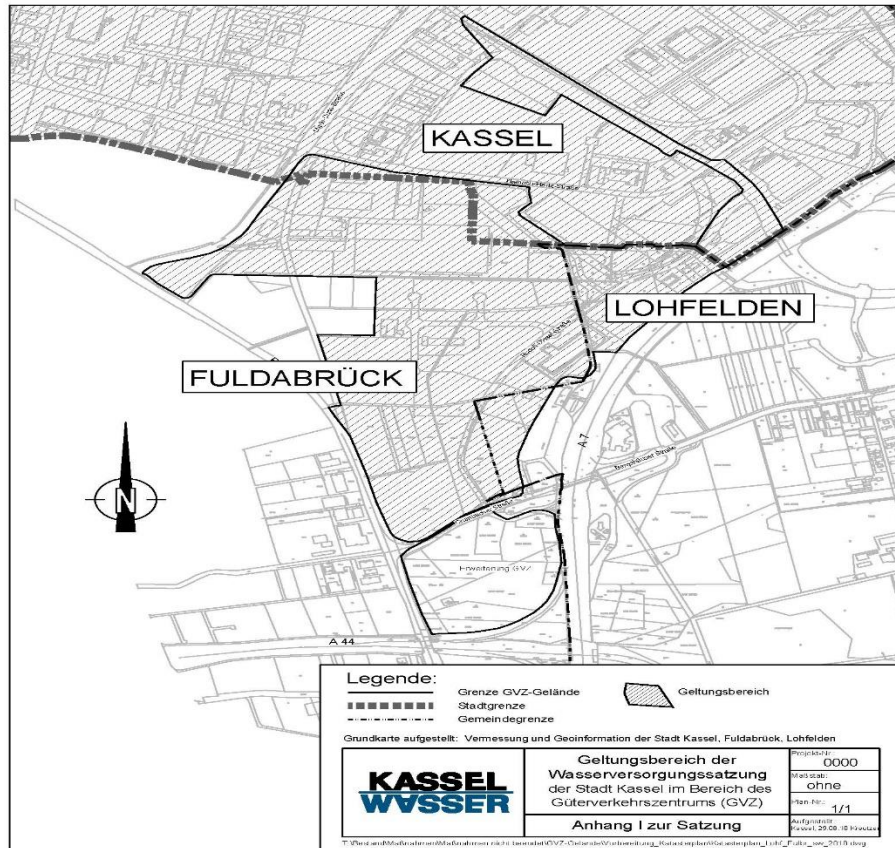 KASSEL
LOHFELDEN
FULDABRÜCK
A 7
N
Erweiterung GVZ
A 44
Legende:
Grenze GVZ-Gelände
Stadtgrenze
Gemeindegrenze
Geltungsbereich
Grundkarte aufgestellt: Vermessung und Geoinformation der Stadt Kassel, Fuldabrück, Lohfelden
KASSEL
WASSER
Geltungsbereich der
Wasserversorgungssatzung
der Stadt Kassel im Bereich des
Güterverkehrszentrums (GVZ)
Anhang I zur Satzung
Projekt-Nr.:
0000
Maßstab:
ohne
Plan-Nr.: 1/1
Aufgestellt: